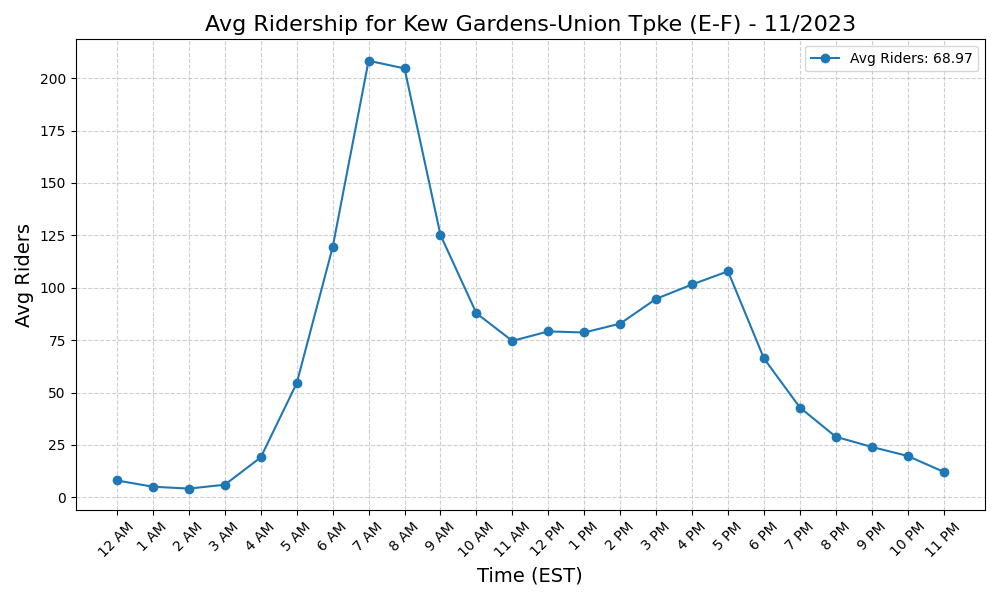 Avg Ridership for Kew Gardens-Union Tpke (E-F) - 11/2023
Avg Riders: 68.97
Avg Riders
200
175
150
125
100
75
50
25
0
12 AM
1 AM
2 AM
3 AM
4 AM
5 AM
6 AM
7 AM
8 AM
9 AM
10 AM
11 AM
12 PM
1 PM
2 PM
3 PM
4 PM
5 PM
6 PM
7 PM
8 PM
9 PM
10 PM
11 PM
Time (EST)